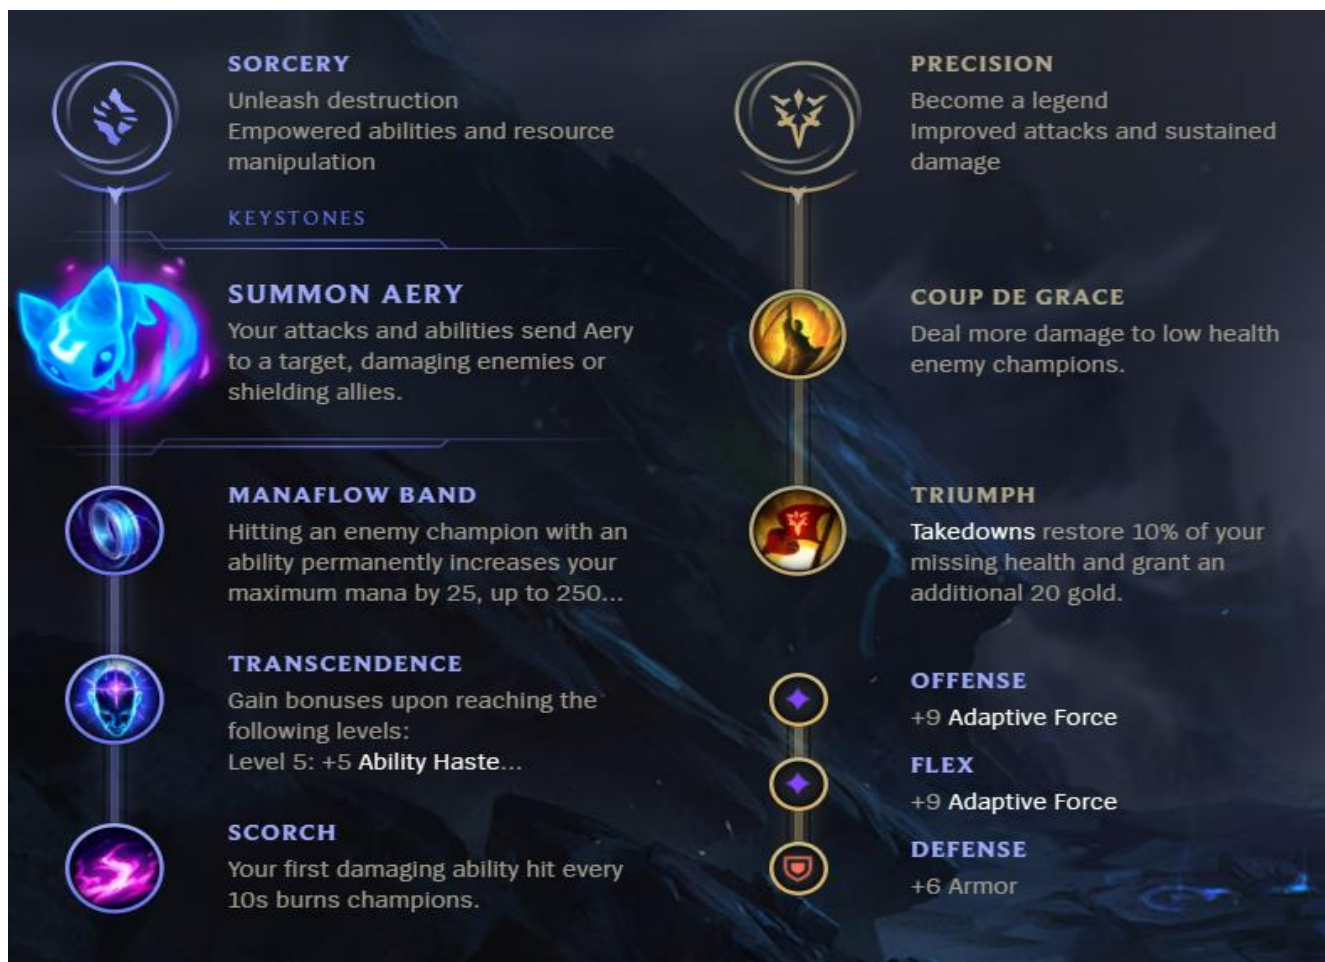 SORCERY
Unleash destruction
Empowered abilities and resource
manipulation
KEYSTONES
SUMMON AERY
Your attacks and abilities send Aery
to a target, damaging enemies or
shielding allies.
MANAFLOW BAND
Hitting an enemy champion with an
ability permanently increases your
maximum mana by 25, up to 250...
TRANSCENDENCE
Gain bonuses upon reaching the
following levels:
Level 5: +5 Ability Haste...
SCORCH
Your first damaging ability hit every
10s burns champions.
PRECISION
Become a legend
Improved attacks and sustained
damage
COUP DE GRACE
Deal more damage to low health
enemy champions.
TRIUMPH
Takedowns restore 10% of your
missing health and grant an
additional 20 gold.
OFFENSE
+9 Adaptive Force
FLEX
+9 Adaptive Force
DEFENSE
+6 Armor